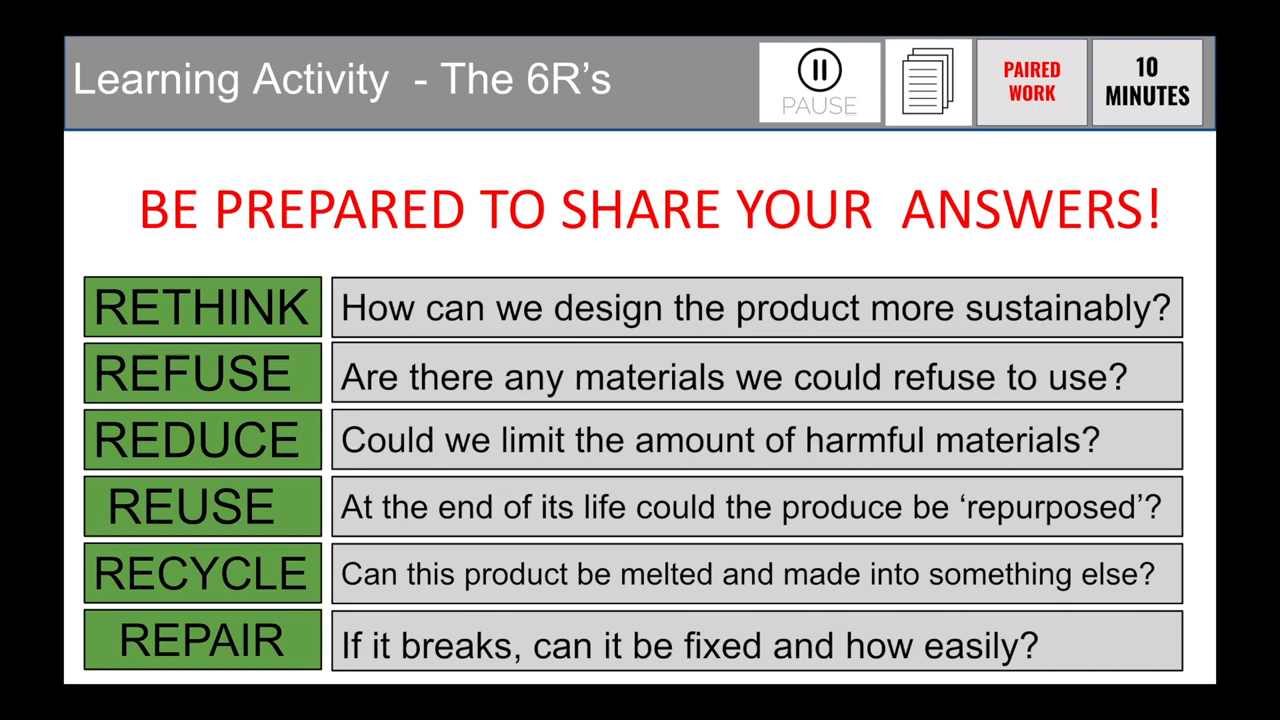 Learning Activity - The 6R's
PAUSE
PAIRED
WORK
10
MINUTES
BE PREPARED TO SHARE YOUR ANSWERS!
RETHINK
How can we design the product more sustainably?
REFUSE
Are there any materials we could refuse to use?
REDUCE
Could we limit the amount of harmful materials?
REUSE
At the end of its life could the produce be ‘repurposed’?
RECYCLE
Can this product be melted and made into something else?
REPAIR
If it breaks, can it be fixed and how easily?